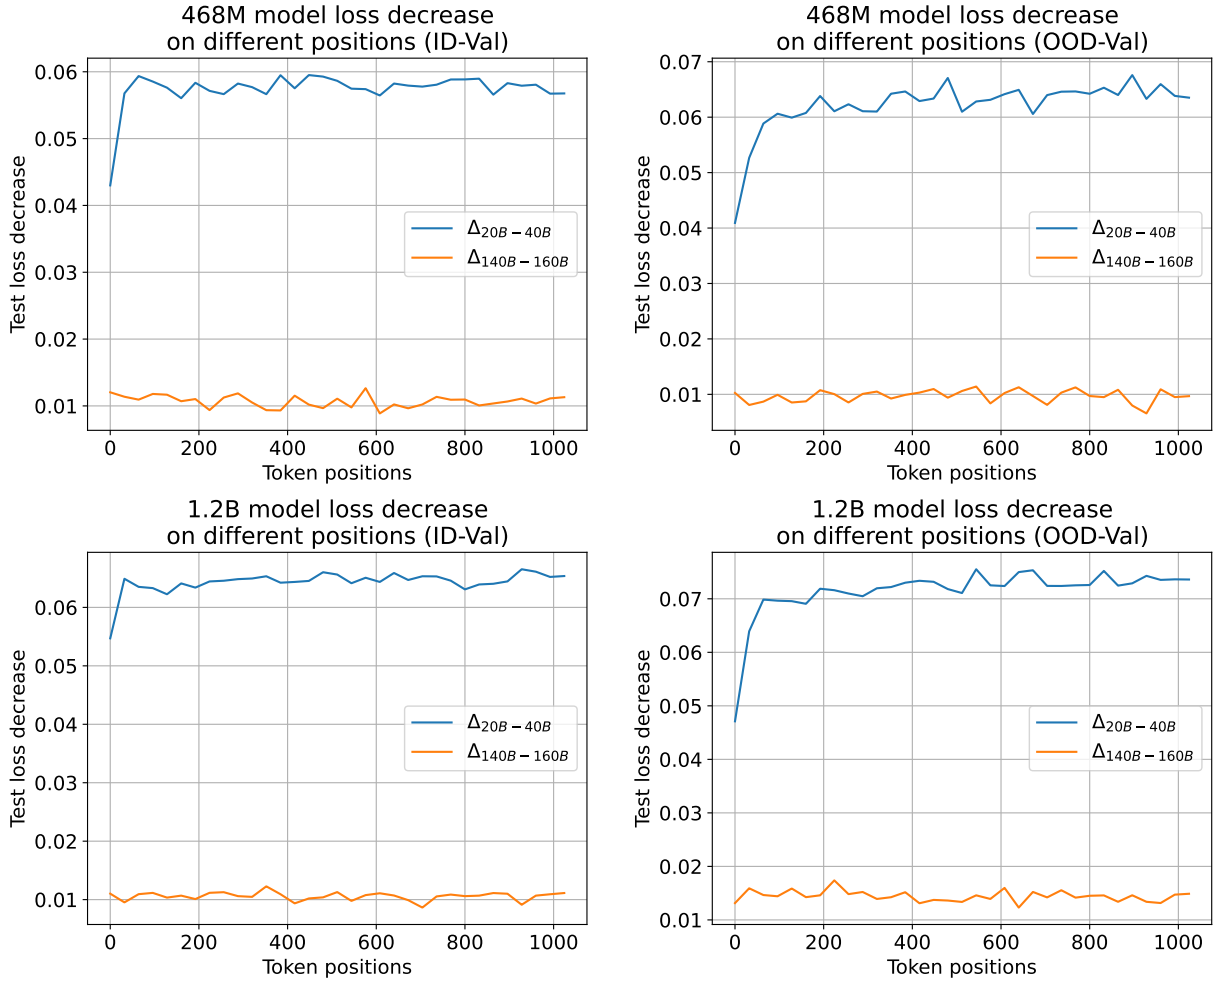 468M model loss decrease
on different positions (ID-Val)
0.06
0.05
0.04
0.03
0.02
0.01
Test loss decrease
Δ20B−40B
Δ140B−160B
0 200 400 600 800 1000
Token positions
468M model loss decrease
on different positions (OOD-Val)
0.07
0.06
0.05
0.04
0.03
0.02
0.01
Test loss decrease
Δ20B−40B
Δ140B−160B
0 200 400 600 800 1000
Token positions
1.2B model loss decrease
on different positions (ID-Val)
0.06
0.05
0.04
0.03
0.02
0.01
Test loss decrease
Δ20B−40B
Δ140B−160B
0 200 400 600 800 1000
Token positions
1.2B model loss decrease
on different positions (OOD-Val)
0.07
0.06
0.05
0.04
0.03
0.02
0.01
Test loss decrease
Δ20B−40B
Δ140B−160B
0 200 400 600 800 1000
Token positions